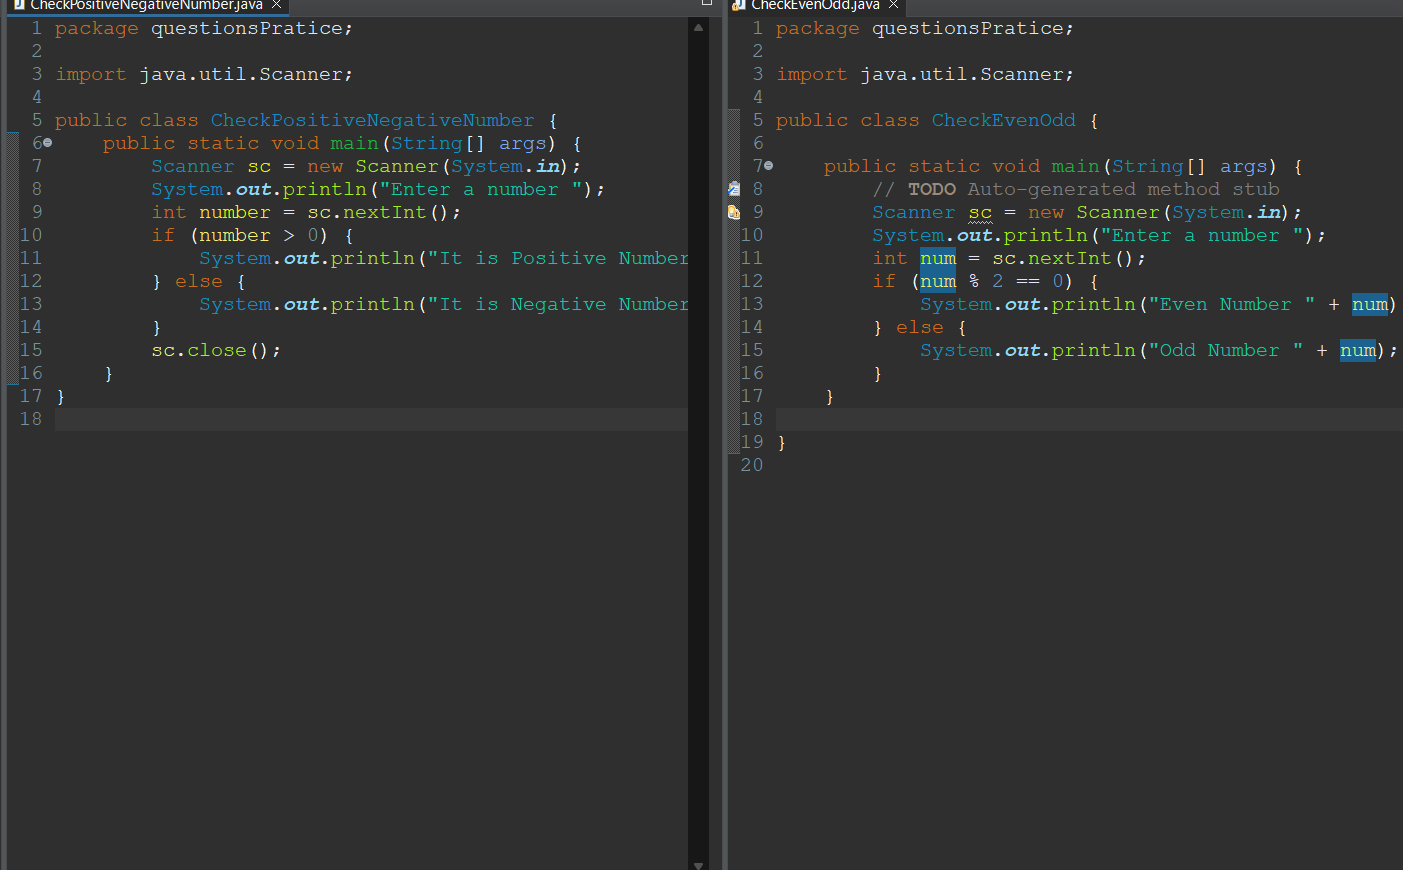 CheckPositiveNegativeNumber.java
1 package questionsPratice;
2
3 import java.util.Scanner;
4
5 public class CheckPositiveNegativeNumber {
6 public static void main(String[] args) {
7 Scanner sc = new Scanner(System.in);
8 System.out.println("Enter a number ");
9 int number = sc.nextInt();
10 if (number > 0) {
11 System.out.println("It is Positive Number
12 } else {
13 System.out.println("It is Negative Number
14 }
15 sc.close();
16 }
17 }
18
CheckEvenOdd.java
1 package questionsPratice;
2
3 import java.util.Scanner;
4
5 public class CheckEvenOdd {
6
7 public static void main(String[] args) {
8 // TODO Auto-generated method stub
9 Scanner sc = new Scanner(System.in);
10 System.out.println("Enter a number ");
11 int num = sc.nextInt();
12 if (num % 2 == 0) {
13 System.out.println("Even Number " + num)
14 } else {
15 System.out.println("Odd Number " + num);
16 }
17 }
18
19 }
20